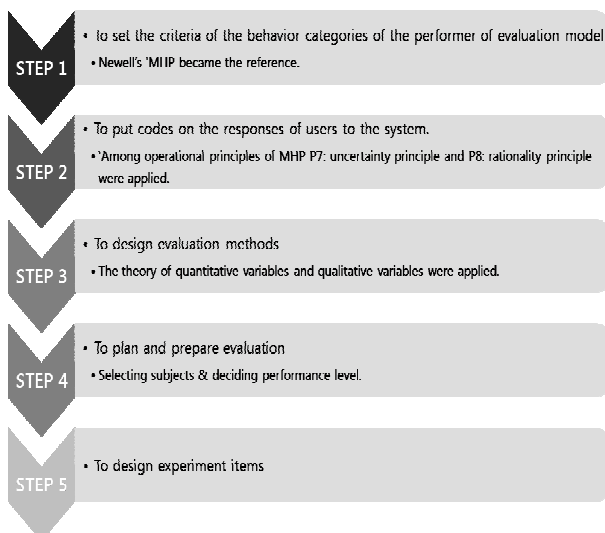 STEP 1
• To set the criteria of the behavior categories of the performer of evaluation model
• Newell's 'MHP became the reference.
STEP 2
• To put codes on the responses of users to the system.
• 'Among operational principles of MHP P7: uncertainty principle and P8: rationality principle
were applied.
STEP 3
• To design evaluation methods
• The theory of quantitative variables and qualitative variables were applied.
STEP 4
• To plan and prepare evaluation
• Selecting subjects & deciding performance level.
STEP 5
• To design experiment items